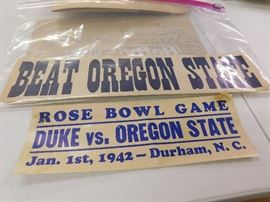 BEAT OREGON STATE
ROSE BOWL GAME
DUKE vs. OREGON STATE
Jan. 1st, 1942 — Durham, N. C.